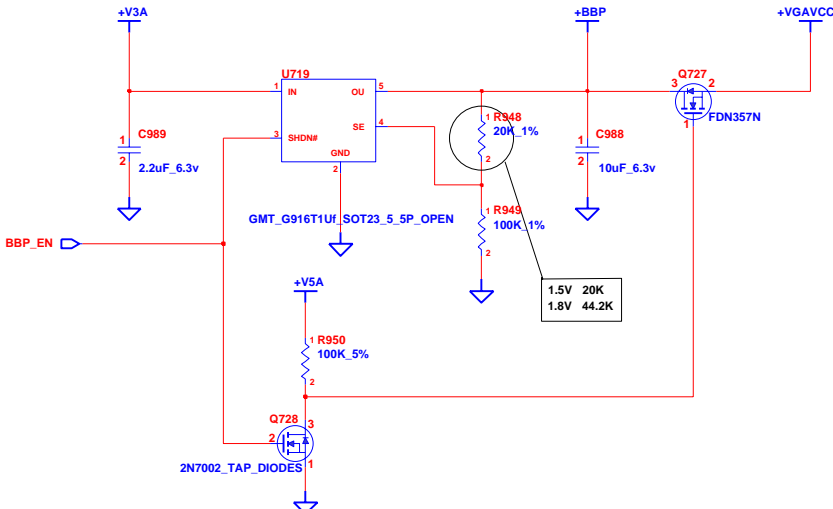 +V3A
+BBP
+VGAVCC
U719
Q727
1 IN
OU 5
3 2
SE 4
1 R948
20K_1%
FDN357N
1
C989
1
2
2.2uF_6.3v
3 SHDN#
GND
2
2
1 C988
2
10uF_6.3v
GMT_G916T1Uf_SOT23_5_5P_OPEN
1 R949
100K_1%
2
BBP_EN
+V5A
1.5V 20K
1.8V 44.2K
1 R950
100K_5%
2
Q728
3
2
1
2N7002_TAP_DIODES